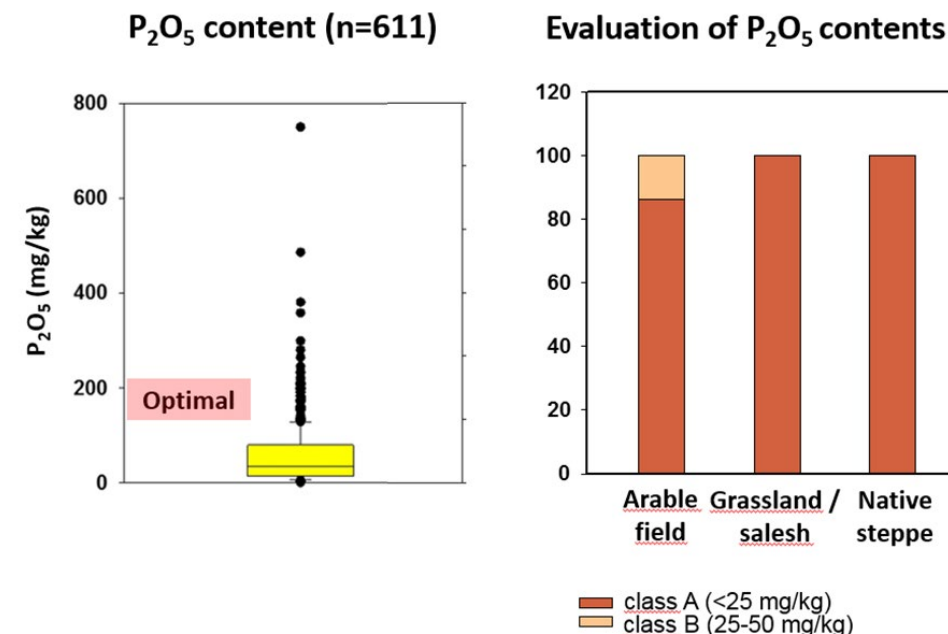 P₂O₅ content (n=611)
P₂O₅ (mg/kg)
800
600
400
200
0
Optimal
Evaluation of P₂O₅ contents
120
100
80
60
40
20
0
Arable field
Grassland / salesh
Native steppe
class A (<25 mg/kg)
class B (25-50 mg/kg)